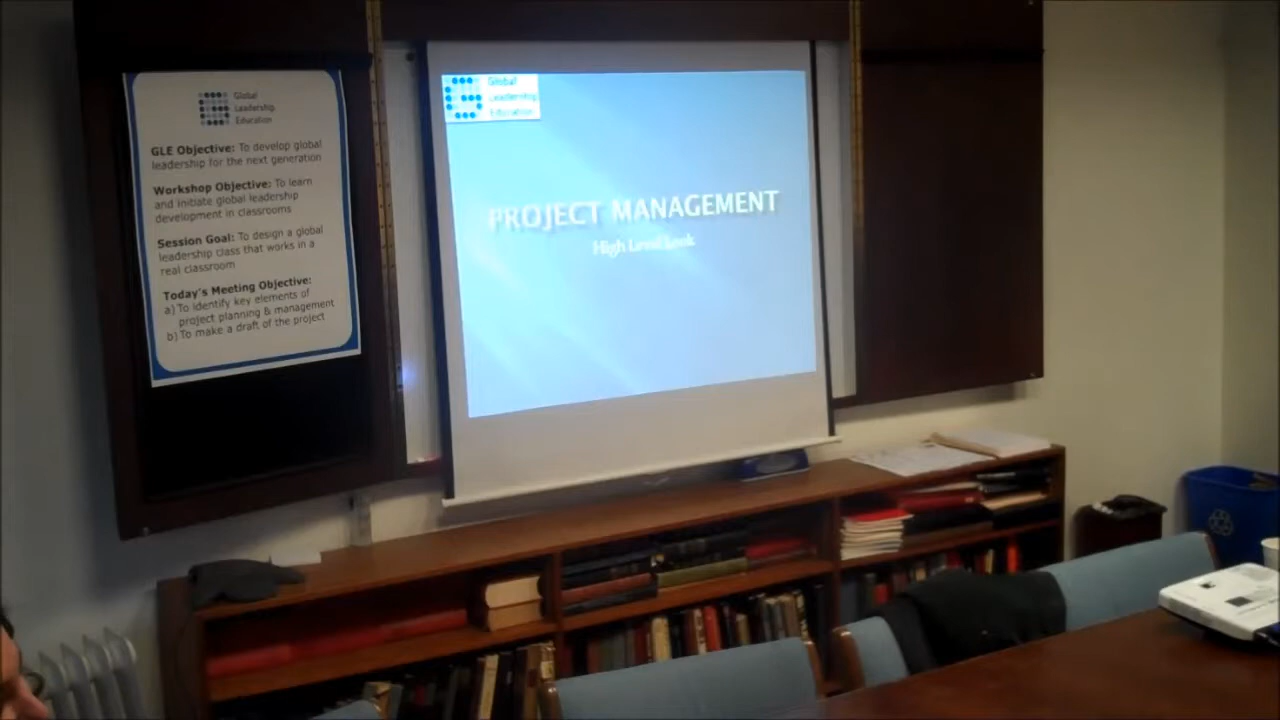 Global
Leadership
Education
GLE Objective: To develop global
leadership for the next generation
Workshop Objective: To learn
and initiate global leadership
development in classrooms
Session Goal: To design a global
leadership class that works in a
real classroom
Today's Meeting Objective:
a) To identify key elements of
project planning & management
b) To make a draft of the project
Global
Leadership
Education
PROJECT MANAGEMENT
High Level Look